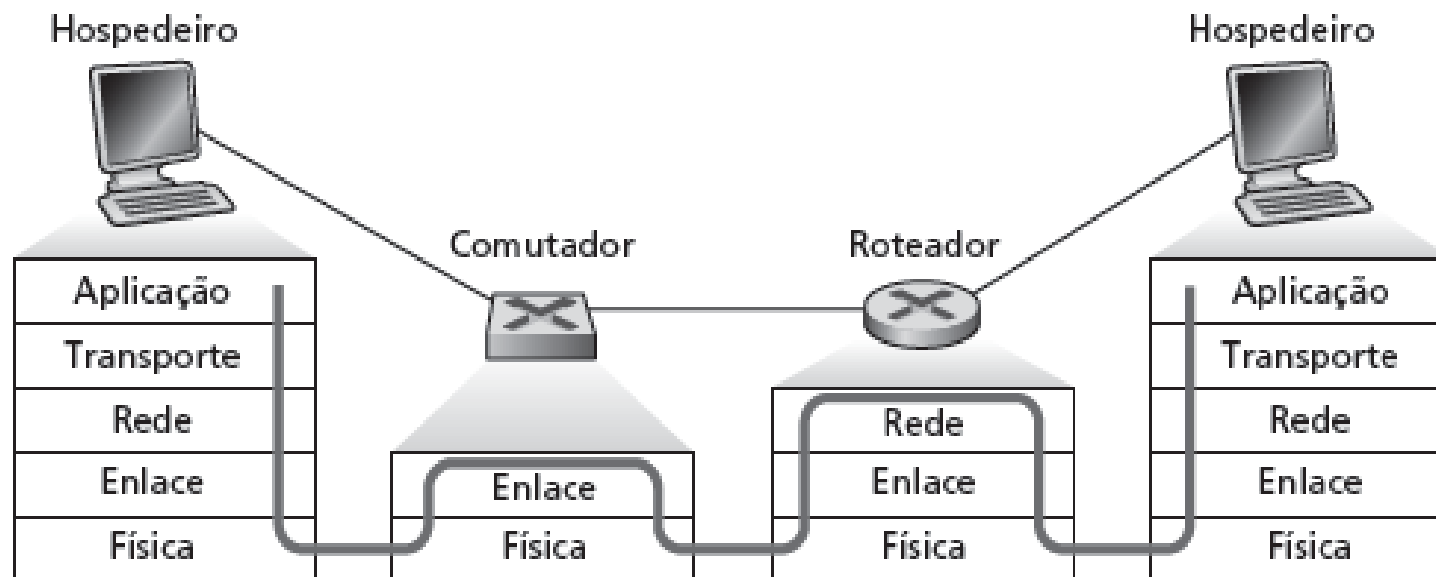 Hospedeiro
Hospedeiro
Comutador
Roteador
Aplicação
Transporte
Rede
Enlace
Física
Enlace
Física
Rede
Enlace
Física
Aplicação
Transporte
Rede
Enlace
Física